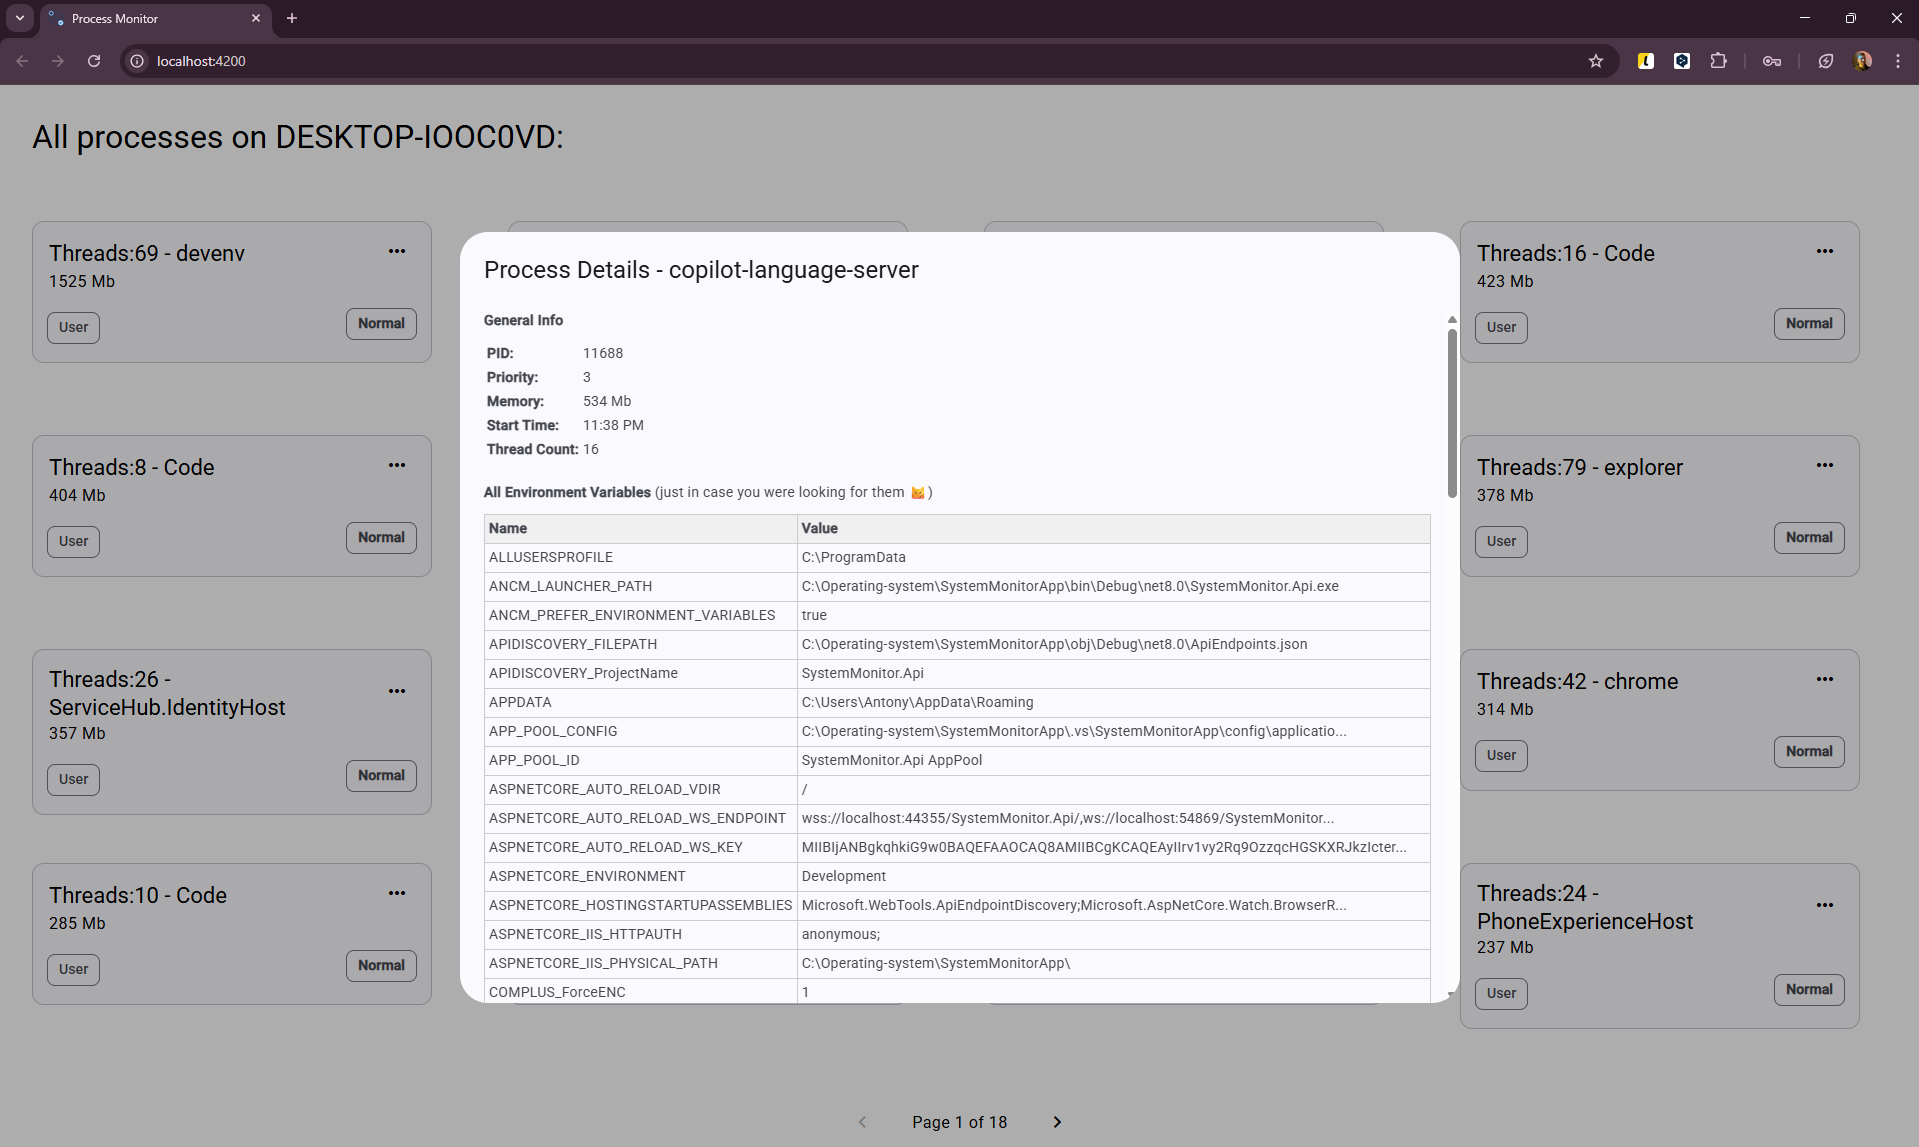 Process Monitor
localhost:4200
All processes on DESKTOP-IOOC0VD:
Threads:69 - devenv
1525 Mb
User
Normal
Threads:16 - Code
423 Mb
User
Normal
Threads:8 - Code
404 Mb
User
Normal
Threads:79 - explorer
378 Mb
User
Normal
Threads:26 -
ServiceHub.IdentityHost
357 Mb
User
Normal
Threads:42 - chrome
314 Mb
User
Normal
Threads:10 - Code
285 Mb
User
Normal
Threads:24 -
PhoneExperienceHost
237 Mb
User
Normal
Process Details - copilot-language-server
General Info
PID: 11688
Priority: 3
Memory: 534 Mb
Start Time: 11:38 PM
Thread Count: 16
All Environment Variables (just in case you were looking for them 😼)
Name Value
ALLUSERSPROFILE C:\ProgramData
ANCM_LAUNCHER_PATH C:\Operating-system\SystemMonitorApp\bin\Debug\net8.0\SystemMonitor.Api.exe
ANCM_PREFER_ENVIRONMENT_VARIABLES true
APIDISCOVERY_FILEPATH C:\Operating-system\SystemMonitorApp\obj\Debug\net8.0\ApiEndpoints.json
APIDISCOVERY_ProjectName SystemMonitor.Api
APPDATA C:\Users\Antony\AppData\Roaming
APP_POOL_CONFIG C:\Operating-system\SystemMonitorApp\.vs\SystemMonitorApp\config\applicatio...
APP_POOL_ID SystemMonitor.Api AppPool
ASPNETCORE_AUTO_RELOAD_VDIR /
ASPNETCORE_AUTO_RELOAD_WS_ENDPOINT wss://localhost:44355/SystemMonitor.Api/,ws://localhost:54869/SystemMonitor...
ASPNETCORE_AUTO_RELOAD_WS_KEY MIIBIjANBgkqhkiG9w0BAQEFAAOCAQ8AMIIBCgKCAQEAyIIrv1vy2Rq9OzzqcHGSKXRJkzIcter...
ASPNETCORE_ENVIRONMENT Development
ASPNETCORE_HOSTINGSTARTUPASSEMBLIES Microsoft.WebTools.ApiEndpointDiscovery;Microsoft.AspNetCore.Watch.BrowserR...
ASPNETCORE_IIS_HTTPAUTH anonymous;
ASPNETCORE_IIS_PHYSICAL_PATH C:\Operating-system\SystemMonitorApp\
COMPLUS_ForceENC 1
Page 1 of 18